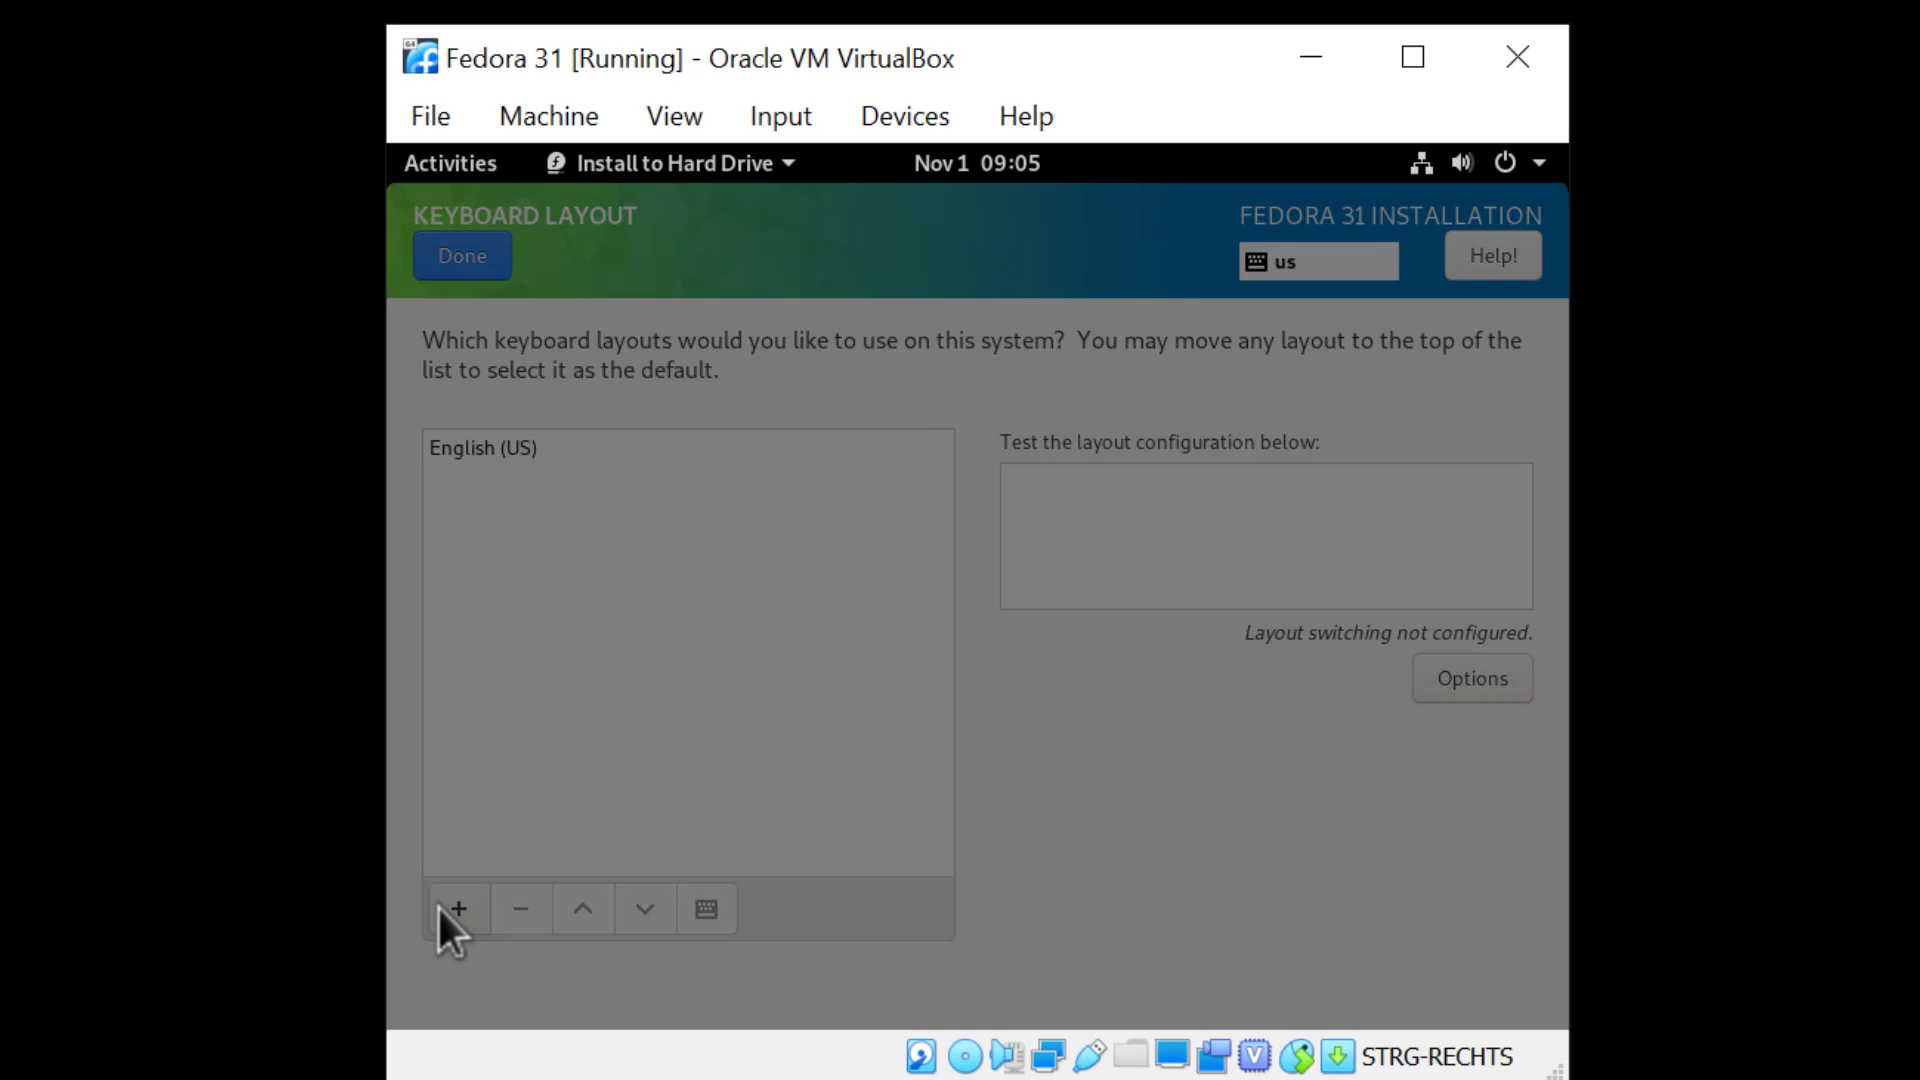 Fedora 31 [Running] - Oracle VM VirtualBox
File Machine View Input Devices Help
Activities Install to Hard Drive Nov 1 09:05
KEYBOARD LAYOUT
FEDORA 31 INSTALLATION
Done
us
Help!
Which keyboard layouts would you like to use on this system? You may move any layout to the top of the
list to select it as the default.
English (US)
Test the layout configuration below:
Layout switching not configured.
Options
STRG-RECHTS